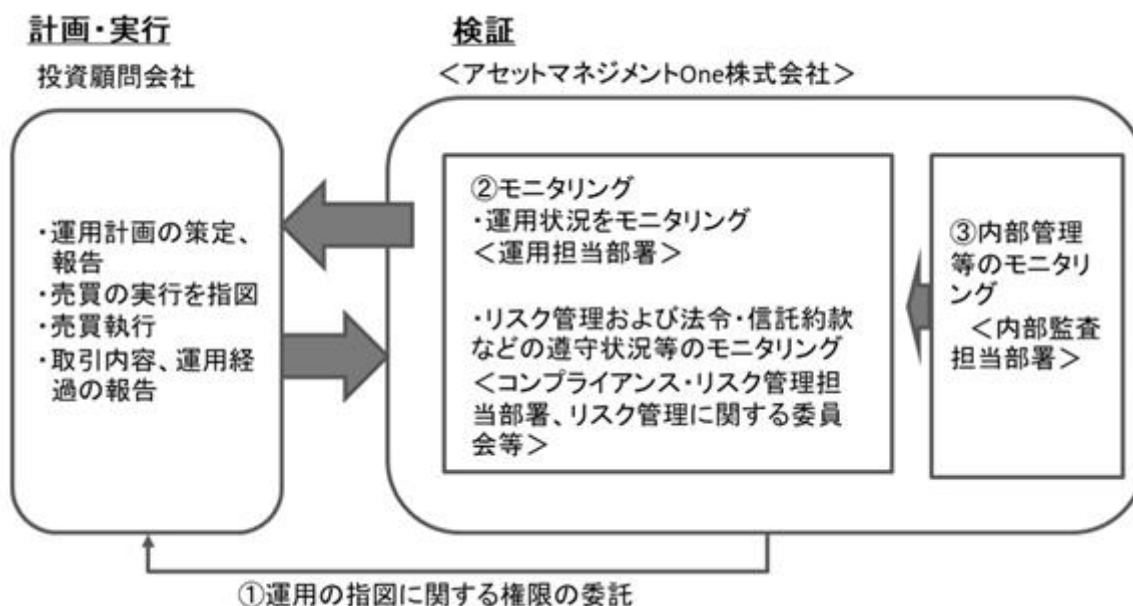 計画・実行
投資顧問会社
・運用計画の策定、
報告
・売買の実行を指図
・売買執行
・取引内容、運用経
過の報告
検証
＜アセットマネジメントOne株式会社＞
②モニタリング
・運用状況をモニタリング
＜運用担当部署＞
・リスク管理および法令・信託約款
などの遵守状況等のモニタリング
＜コンプライアンス・リスク管理担
当部署、リスク管理に関する委員
会等＞
③内部管理
等のモニタリ
ング
＜内部監査
担当部署＞
①運用の指図に関する権限の委託